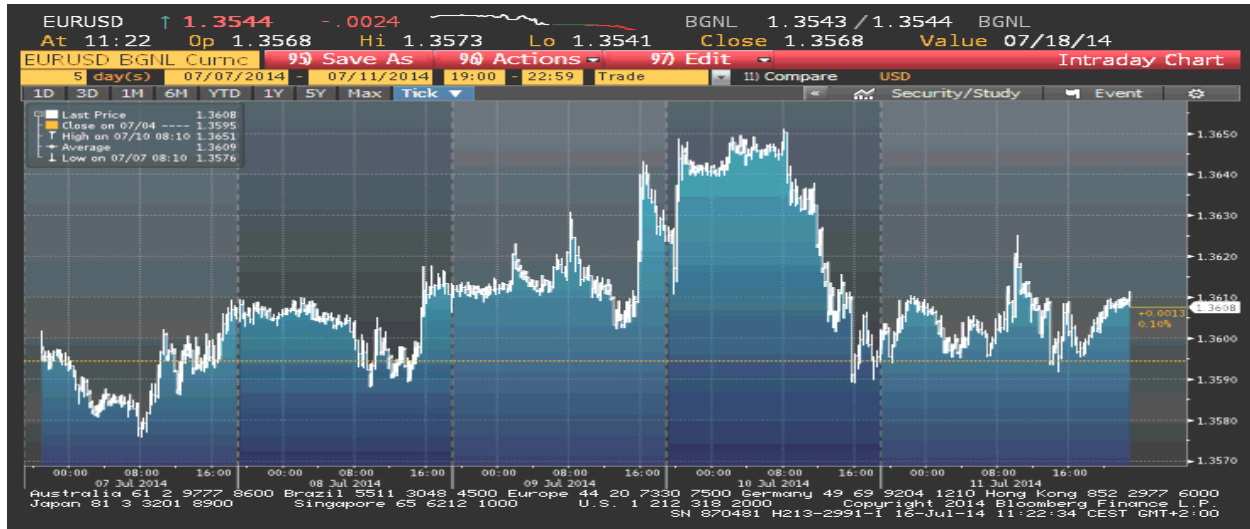 EURUSD ↑ 1.3544 -.0024 BGNL 1.3543 / 1.3544 BGNL
At 11:22 Op 1.3568 Hi 1.3573 Lo 1.3541 Close 1.3568 Value 07/18/14
EURUSD BGNL Curnc 95) Save As 96) Actions 97) Edit Intraday Chart
5 day(s) 07/07/2014 - 07/11/2014 19:00 - 22:59 Trade 11) Compare USD
1D 3D 1M 6M YTD 1Y 5Y Max Tick ▼ « Security/Study Event
Last Price 1.3608
Close on 07/04 ---- 1.3595
High on 07/10 08:10 1.3651
Average 1.3609
Low on 07/07 08:10 1.3576
1.3650
1.3640
1.3630
1.3620
1.3610
1.3608
+0.0013
0.10%
1.3600
1.3590
1.3580
1.3570
00:00 08:00 16:00 00:00 08:00 16:00 00:00 08:00 16:00 00:00 08:00 16:00 00:00 08:00 16:00
07 Jul 2014 08 Jul 2014 09 Jul 2014 10 Jul 2014 11 Jul 2014
Australia 61 2 9777 8600 Brazil 5511 3048 4500 Europe 44 20 7330 7500 Germany 49 69 9204 1210 Hong Kong 852 2977 6000
Japan 81 3 3201 8900 Singapore 65 6212 1000 U.S. 1 212 318 2000 Copyright 2014 Bloomberg Finance L.P.
SN 870481 H213-2991-1 16-Jul-14 11:22:34 CEST GMT+2:00